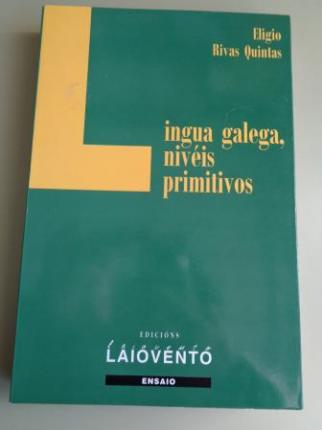 Eligio
Rivas Quintas
Lingua galega,
nivéis
primitivos
EDICIÓNS
LAIOVENTO
ENSAIO